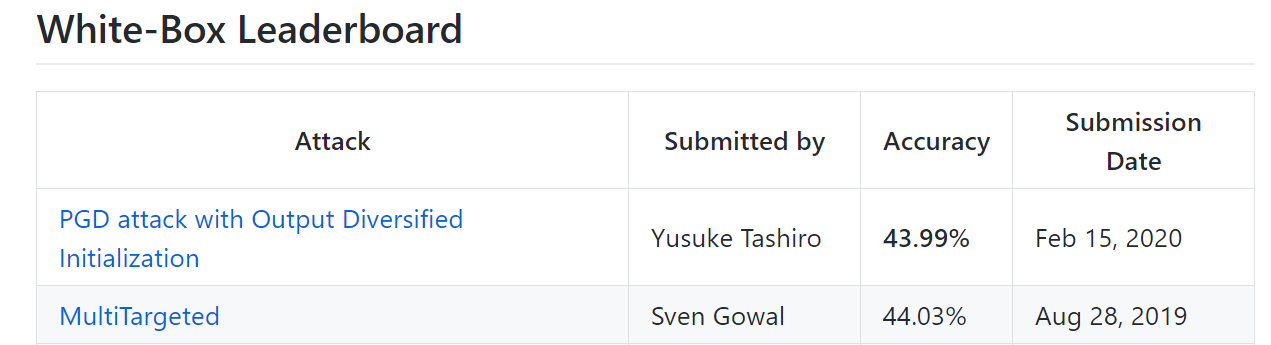 White-Box Leaderboard
Attack Submitted by Accuracy Submission
Date
PGD attack with Output Diversified
Initialization Yusuke Tashiro 43.99% Feb 15, 2020
MultiTargeted Sven Gowal 44.03% Aug 28, 2019